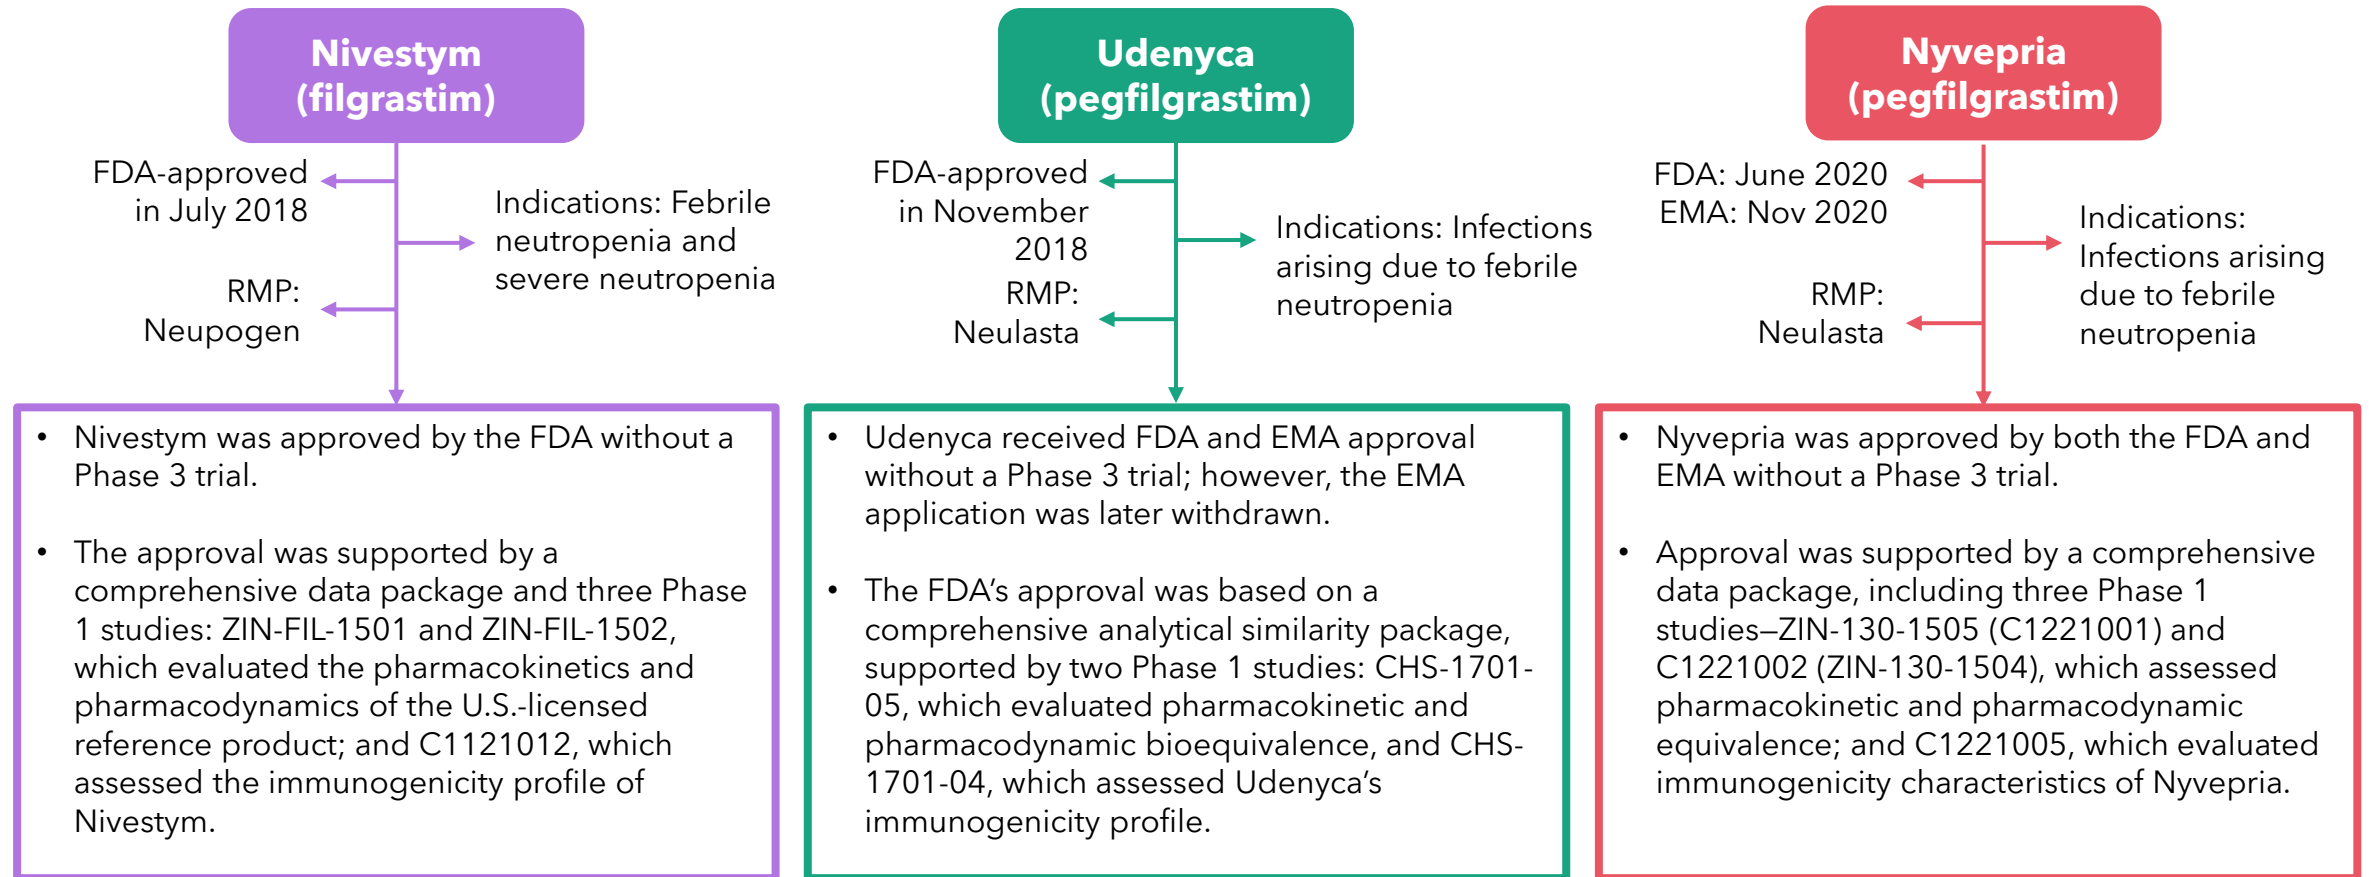 Nivestym
(filgrastim)
FDA-approved
in July 2018
Indications: Febrile
neutropenia and
severe neutropenia
RMP:
Neupogen
• Nivestym was approved by the FDA without a
Phase 3 trial.
• The approval was supported by a
comprehensive data package and three Phase
1 studies: ZIN-FIL-1501 and ZIN-FIL-1502,
which evaluated the pharmacokinetics and
pharmacodynamics of the U.S.-licensed
reference product; and C1121012, which
assessed the immunogenicity profile of
Nivestym.
Udenyca
(pegfilgrastim)
FDA-approved
in November
2018
Indications: Infections
arising due to febrile
neutropenia
RMP:
Neulasta
• Udenyca received FDA and EMA approval
without a Phase 3 trial; however, the EMA
application was later withdrawn.
• The FDA’s approval was based on a
comprehensive analytical similarity package,
supported by two Phase 1 studies: CHS-1701-
05, which evaluated pharmacokinetic and
pharmacodynamic bioequivalence, and CHS-
1701-04, which assessed Udenyca’s
immunogenicity profile.
Nyvepria
(pegfilgrastim)
FDA: June 2020
EMA: Nov 2020
Indications:
Infections arising
due to febrile
neutropenia
RMP:
Neulasta
• Nyvepria was approved by both the FDA and
EMA without a Phase 3 trial.
• Approval was supported by a comprehensive
data package, including three Phase 1
studies—ZIN-130-1505 (C1221001) and
C1221002 (ZIN-130-1504), which assessed
pharmacokinetic and pharmacodynamic
equivalence; and C1221005, which evaluated
immunogenicity characteristics of Nyvepria.